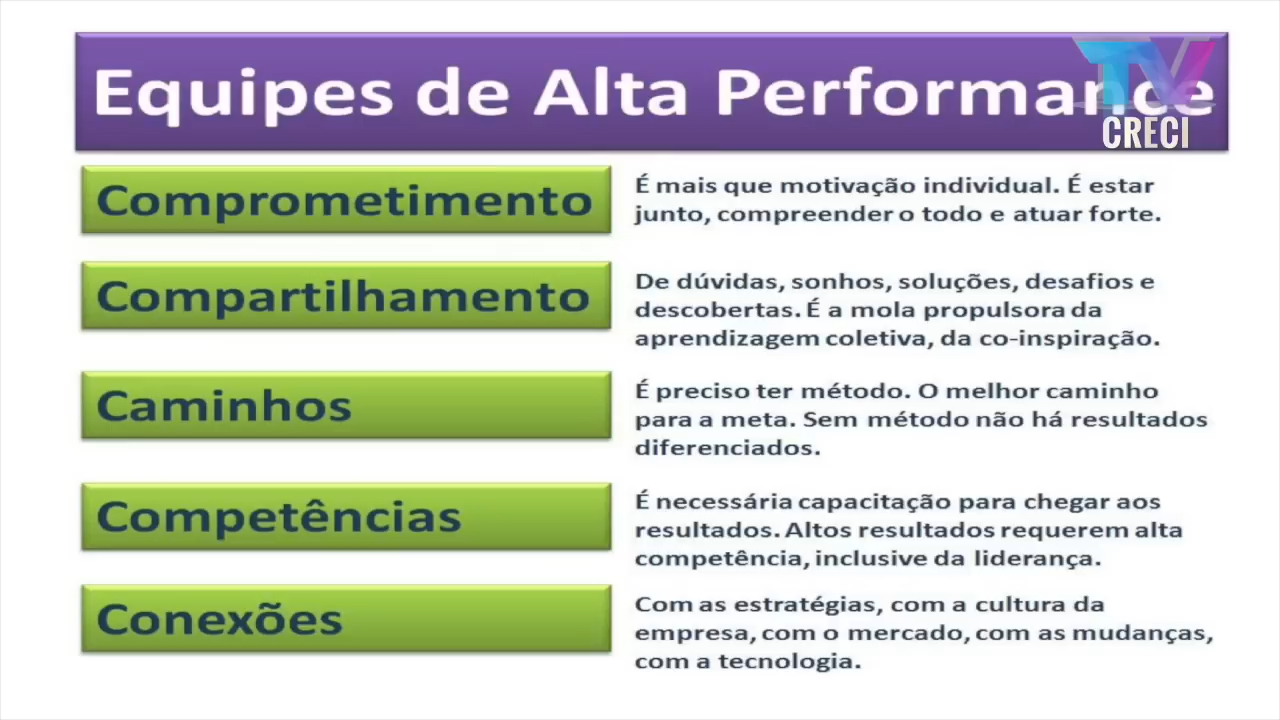 Equipes de Alta Performance
TV
CRECI
Comprometimento
É mais que motivação individual. É estar
junto, compreender o todo e atuar forte.
Compartilhamento
De dúvidas, sonhos, soluções, desafios e
descobertas. É a mola propulsora da
aprendizagem coletiva, da co-inspiração.
Caminhos
É preciso ter método. O melhor caminho
para a meta. Sem método não há resultados
diferenciados.
Competências
É necessária capacitação para chegar aos
resultados. Altos resultados requerem alta
competência, inclusive da liderança.
Conexões
Com as estratégias, com a cultura da
empresa, com o mercado, com as mudanças,
com a tecnologia.